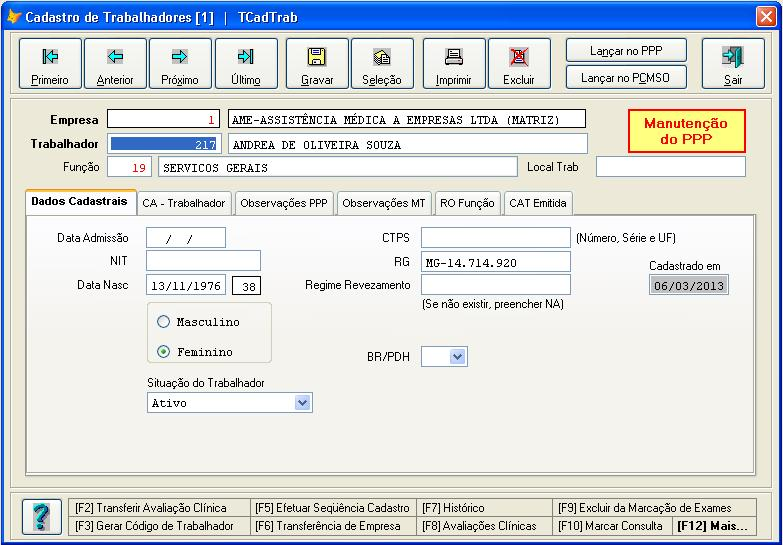 Cadastro de Trabalhadores [1] | TCadTrab
Primeiro Anterior Próximo Último Gravar Seleção Imprimir Excluir Lançar no PPP Sair
Lançar no PCMSO
Empresa 1 AME-ASSISTÊNCIA MÉDICA A EMPRESAS LTDA (MATRIZ)
Trabalhador 217 ANDREA DE OLIVEIRA SOUZA
Manutenção
do PPP
Função 19 SERVICOS GERAIS Local Trab
Dados Cadastrais CA - Trabalhador Observações PPP Observações MT RO Função CAT Emitida
Data Admissão / / CTPS (Número, Série e UF)
NIT RG MG-14.714.920 Cadastrado em
Data Nasc 13/11/1976 38 Regime Revezamento 06/03/2013
(Se não existir, preencher NA)
Masculino
Feminino BR/PDH
Situação do Trabalhador
Ativo
? [F2] Transferir Avaliação Clínica [F5] Efetuar Seqüência Cadastro [F7] Histórico [F9] Excluir da Marcação de Exames
[F3] Gerar Código de Trabalhador [F6] Transferência de Empresa [F8] Avaliações Clínicas [F10] Marcar Consulta [F12] Mais...